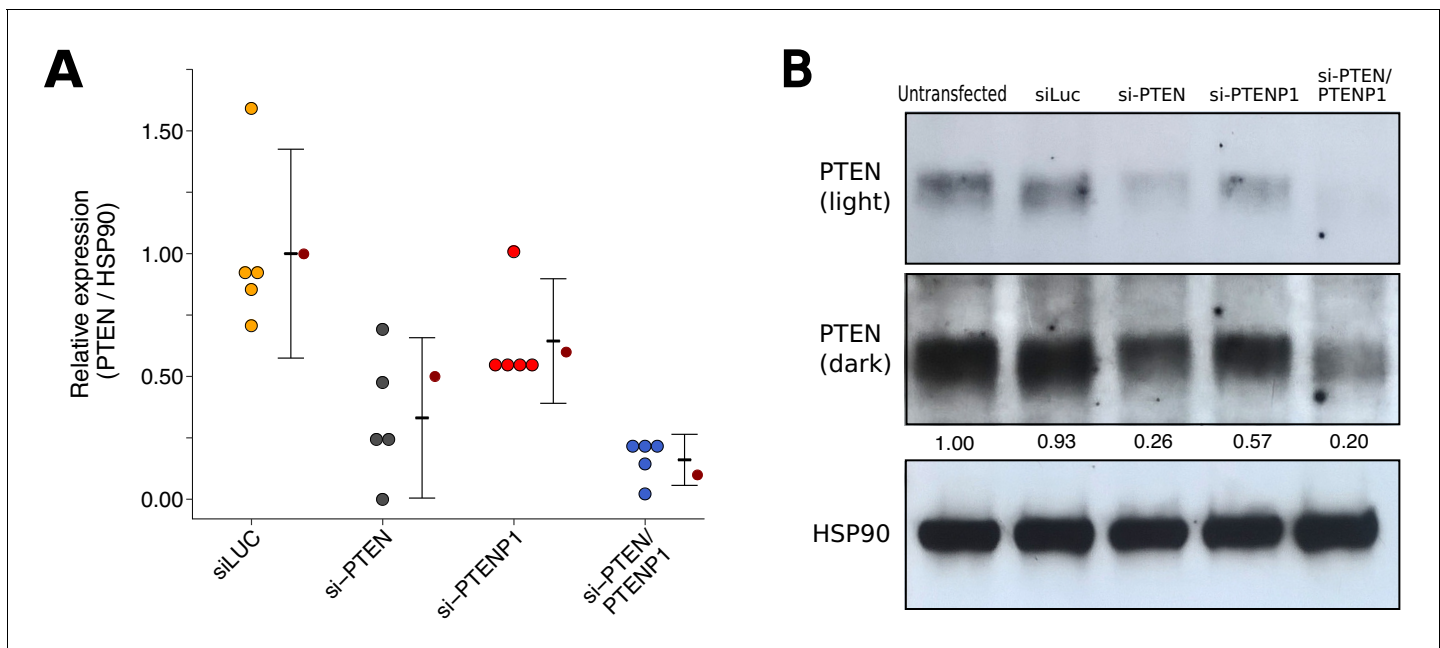 A
Relative expression
(PTEN / HSP90)
1.50
1.00
0.50
0.00
siLUC
si–PTEN
si–PTENP1
si–PTEN/
PTENP1
B
Untransfected
siLuc
si-PTEN
si-PTENP1
si-PTEN/
PTENP1
PTEN
(light)
PTEN
(dark)
1.00 0.93 0.26 0.57 0.20
HSP90